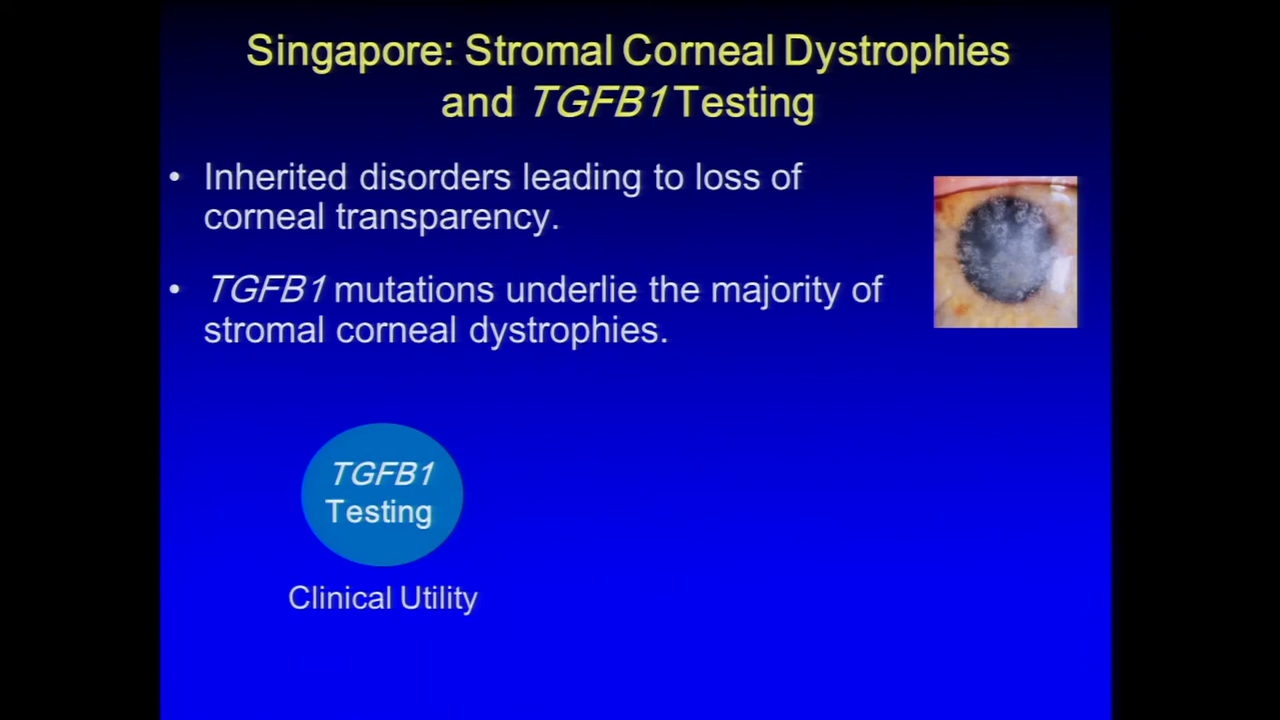 Singapore: Stromal Corneal Dystrophies
and TGFB1 Testing
• Inherited disorders leading to loss of
corneal transparency.
• TGFB1 mutations underlie the majority of
stromal corneal dystrophies.
TGFB1
Testing
Clinical Utility